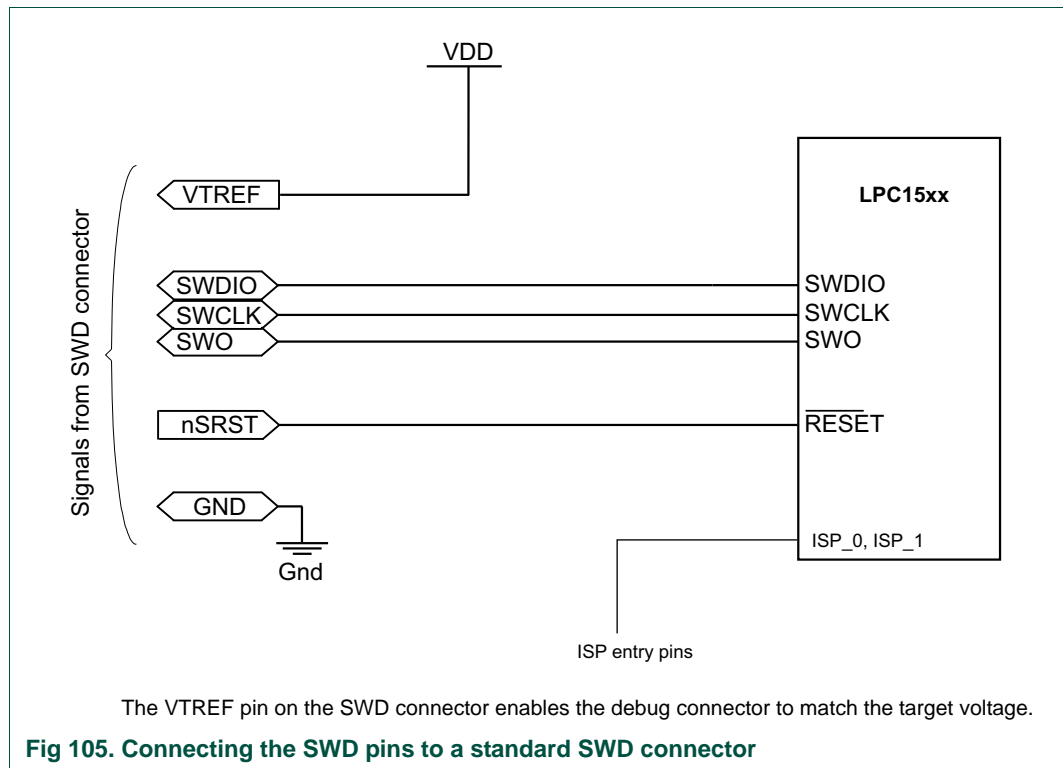 VDD
VTREF
LPC15xx
Signals from SWD connector
SWDIO
SWCLK
SWO
SWDIO
SWCLK
SWO
nSRST
RESET
GND
Gnd
ISP_0, ISP_1
ISP entry pins
The VTREF pin on the SWD connector enables the debug connector to match the target voltage.
Fig 105. Connecting the SWD pins to a standard SWD connector